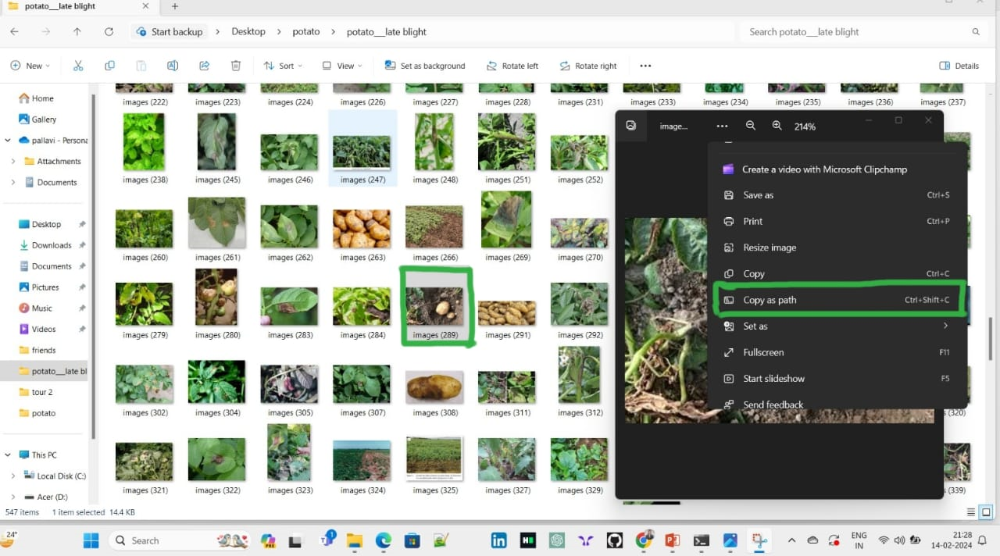 potato___late blight
Start backup
Desktop
potato
potato__late blight
Search potato__late blight
New
Sort
View
Set as background
Rotate left
Rotate right
Details
images (222)
images (223)
images (224)
images (226)
images (227)
images (228)
images (231)
images (233)
images (234)
images (235)
images (236)
images (237)
Home
Gallery
pallavi - Persona
Attachments
Documents
Desktop
Downloads
Documents
Pictures
Music
Videos
friends
potato__late bl
tour 2
potato
This PC
Local Disk (C:)
Acer (D:)
images (238)
images (245)
images (246)
images (247)
images (248)
images (251)
images (252)
images (260)
images (261)
images (262)
images (263)
images (266)
images (269)
images (270)
images (279)
images (280)
images (283)
images (284)
images (289)
images (291)
images (292)
images (302)
images (304)
images (305)
images (307)
images (308)
images (311)
images (312)
(320)
images (321)
images (322)
images (323)
images (324)
images (325)
images (327)
images (329)
(339)
image...
214%
Create a video with Microsoft Clipchamp
Save as Ctrl+S
Print Ctrl+P
Resize image
Copy Ctrl+C
Copy as path Ctrl+Shift+C
Set as
Fullscreen F11
Start slideshow F5
Send feedback
547 items 1 item selected 14.4 KB
24°
Search
PRE
1
ENG
IN
21:28
14-02-2024